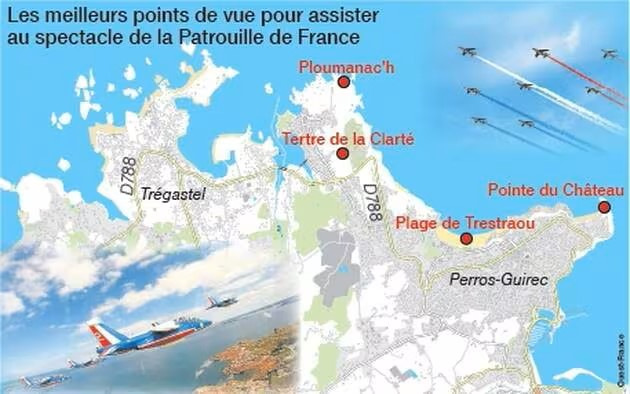 Les meilleurs points de vue pour assister
au spectacle de la Patrouille de France
Ploumanac'h
Tertre de la Clarté
D788
Trégastel
D788
Pointe du Château
Plage de Trestraou
Perros-Guirec
Ouest-France